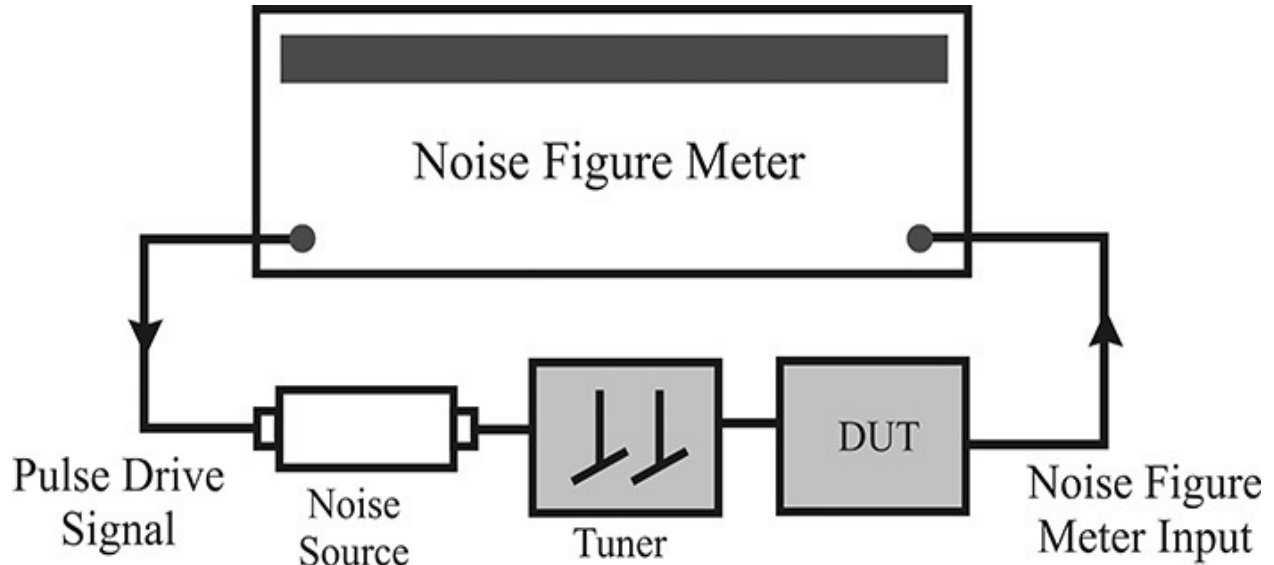 Noise Figure Meter
Pulse Drive
Signal
Noise
Source
Tuner
DUT
Noise Figure
Meter Input